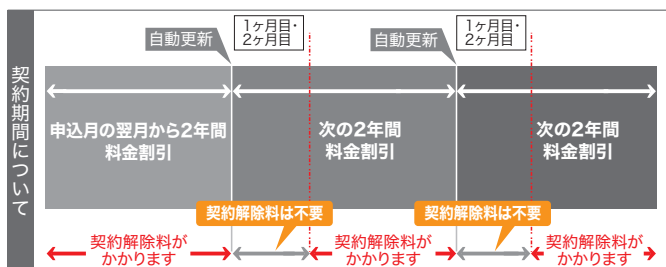 契約期間について
自動更新
1ヶ月目・
2ヶ月目
自動更新
1ヶ月目・
2ヶ月目
申込月の翌月から2年間
料金割引
次の2年間
料金割引
次の2年間
料金割引
契約解除料は不要
契約解除料は不要
契約解除料が
かかります
契約解除料が
かかります
契約解除料が
かかります